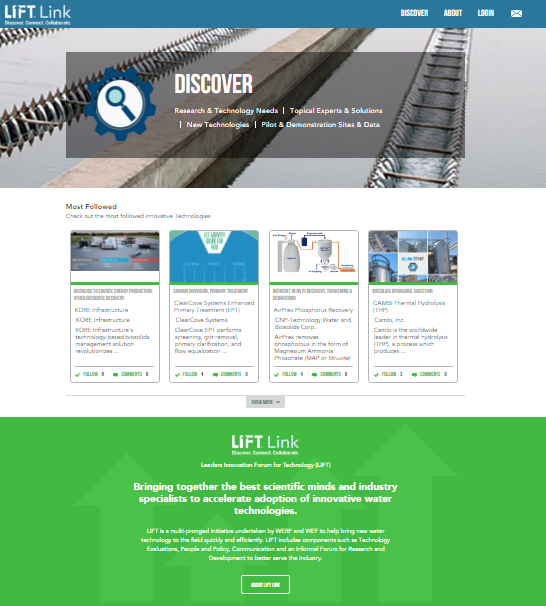 LIFT Link
Discover. Connect. Collaborate.
DISCOVER ABOUT LOGIN
DISCOVER
Research & Technology Needs | Topical Experts & Solutions
| New Technologies | Pilot & Demonstration Sites & Data
Most Followed
Check out the most followed innovative Technologies
BIOSOLIDS TO ENERGY, ENERGY PRODUCTION,
OTHER RESOURCE RECOVERY
KORE Infrastructure
KORE Infrastructure
KORE Infrastructure's
technology-based biosolids
management solution
revolutionizes ...
FOLLOW 6 COMMENTS 0
LET GRAVITY
WORK FOR
YOU
CARBON DIVERSION, PRIMARY TREATMENT
ClearCove Systems Enhanced
Primary Treatment (EPT)
ClearCove Systems
ClearCove EPT performs
screening, grit removal,
primary clarification, and
flow equalization ...
FOLLOW 4 COMMENTS 0
NUTRIENT N OR P) RECOVERY, THICKENING &
DEWATERING
AirPrex Phosphorus Recovery
CNP-Technology Water and
Biosolids Corp.
AirPrex removes
phosphorous in the form of
Magnesium Ammonia
Phosphate (MAP or Struvite)
FOLLOW 4 COMMENTS 0
BIOSOLIDS UPGRADING, DIGESTION
CAMBI Thermal Hydrolysis
(THP)
Cambi, Inc.
Cambi is the worldwide
leader in thermal hydrolysis
(THP), a process which
produces ...
FOLLOW 3 COMMENTS 0
SHOW MORE
LIFT Link
Discover. Connect. Collaborate.
Leaders Innovation Forum for Technology (LIFT)
Bringing together the best scientific minds and industry
specialists to accelerate adoption of innovative water
technologies.
LIFT is a multi-pronged initiative undertaken by WERF and WEF to help bring new water
technology to the field quickly and efficiently. LIFT includes components such as Technology
Evaluations, People and Policy, Communication and an Informal Forum for Research and
Development to better serve the industry.
ABOUT LIFT LINK